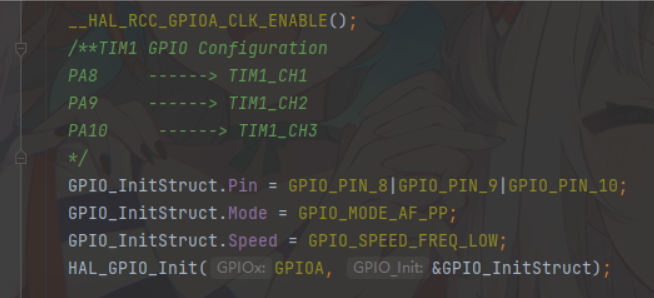 __HAL_RCC_GPIOA_CLK_ENABLE();
/**TIM1 GPIO Configuration
PA8 ------> TIM1_CH1
PA9 ------> TIM1_CH2
PA10 ------> TIM1_CH3
*/
GPIO_InitStruct.Pin = GPIO_PIN_8|GPIO_PIN_9|GPIO_PIN_10;
GPIO_InitStruct.Mode = GPIO_MODE_AF_PP;
GPIO_InitStruct.Speed = GPIO_SPEED_FREQ_LOW;
HAL_GPIO_Init( GPIOx: GPIOA, GPIO_Init: &GPIO_InitStruct);